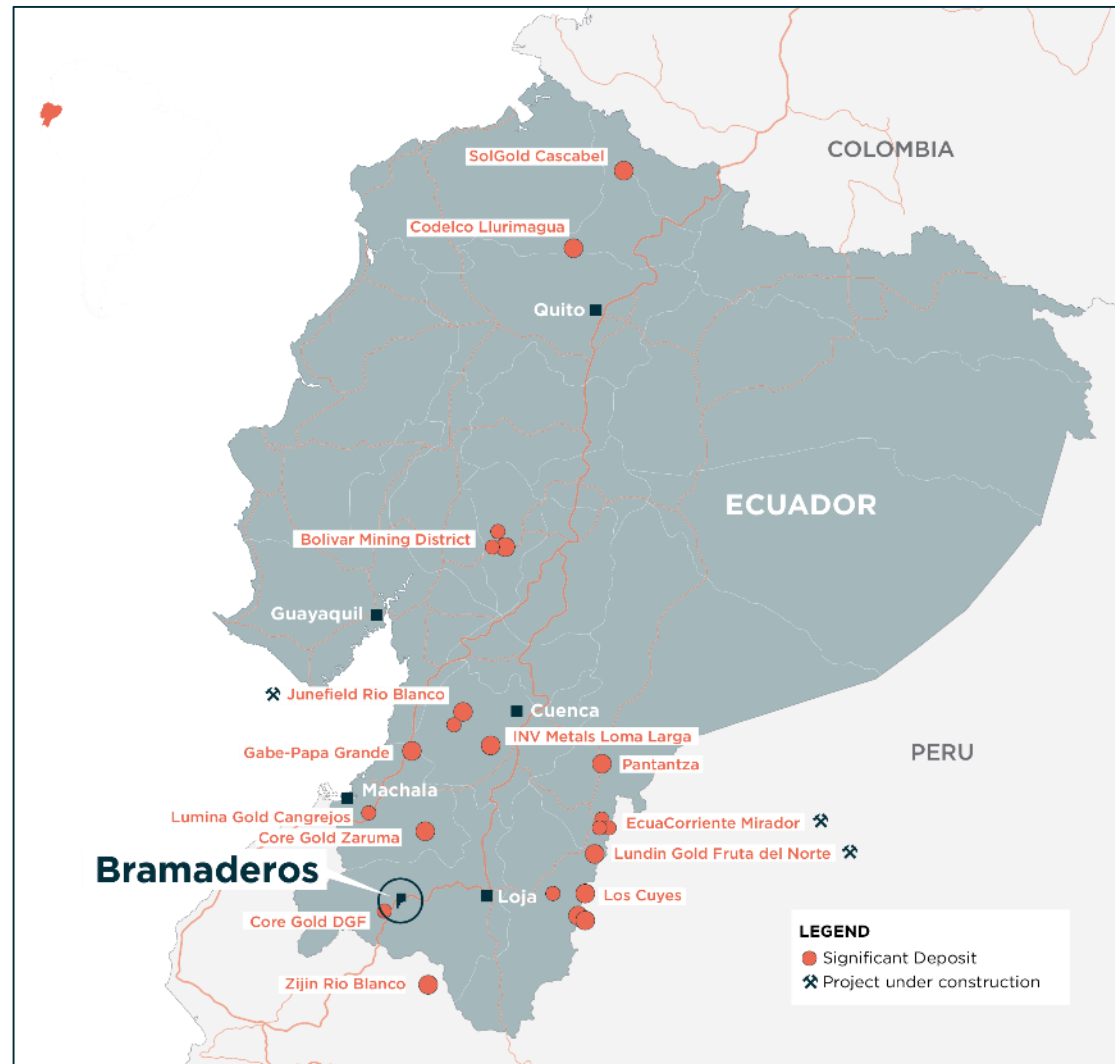 COLOMBIA
SolGold Cascabel
Codelco Llurimagua
Quito
ECUADOR
Bolivar Mining District
Guayaquil
Junefield Rio Blanco
Cuenca
INV Metals Loma Larga
Gabe-Papa Grande
Pantantza
PERU
Machala
Lumina Gold Cangrejos
EcuaCorriente Mirador
Core Gold Zaruma
Lundin Gold Fruta del Norte
Bramaderos
Loja
Los Cuyes
Core Gold DGF
LEGEND
Significant Deposit
Project under construction
Zijin Rio Blanco